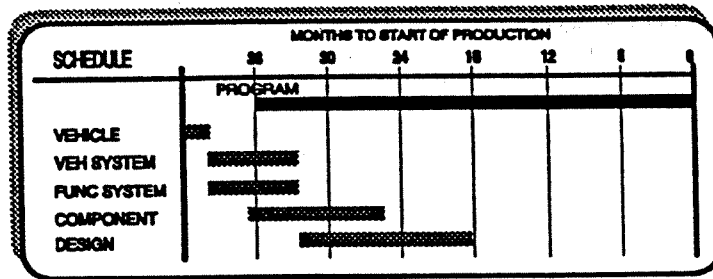 MONTHS TO START OF PRODUCTION
SCHEDULE 36 30 24 18 12 6 0
PROGRAM
VEHICLE
VEH SYSTEM
FUNC SYSTEM
COMPONENT
DESIGN